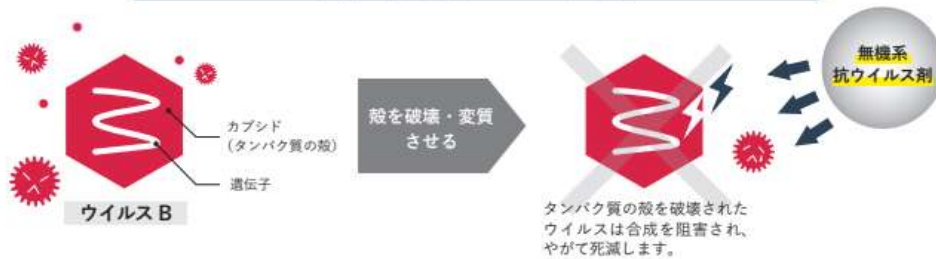 無機系
抗ウイルス剤
カプシド
（タンパク質の殻）
遺伝子
ウイルス B
殻を破壊・変質
させる
タンパク質の殻を破壊された
ウイルスは合成を阻害され、
やがて死滅します。